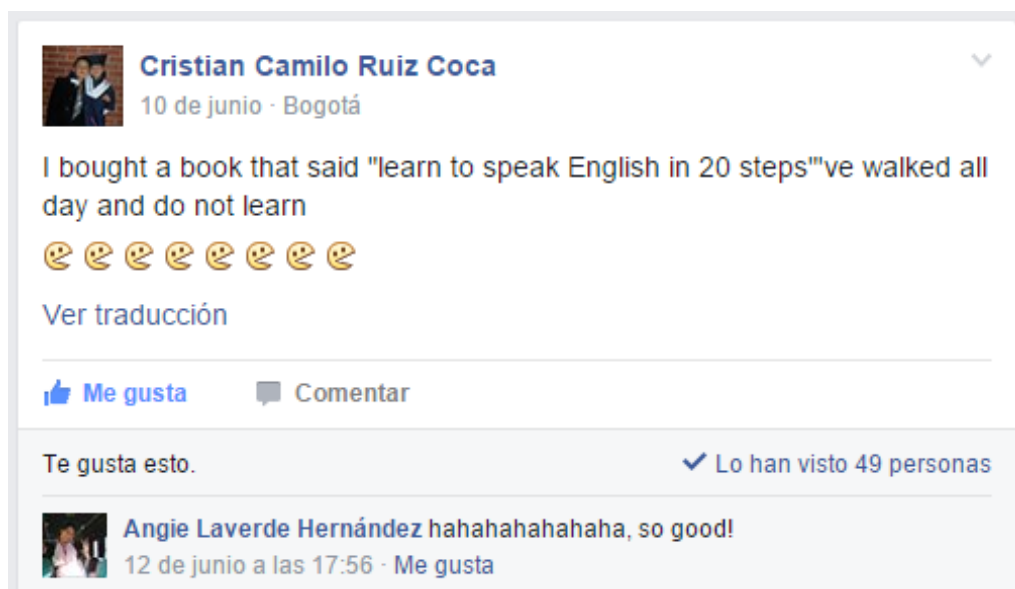 Cristian Camilo Ruiz Coca
10 de junio · Bogotá
I bought a book that said "learn to speak English in 20 steps"'ve walked all
day and do not learn
Ver traducción
Me gusta Comentar
Te gusta esto. Lo han visto 49 personas
Angie Laverde Hernández hahahahahahaha, so good!
12 de junio a las 17:56 · Me gusta